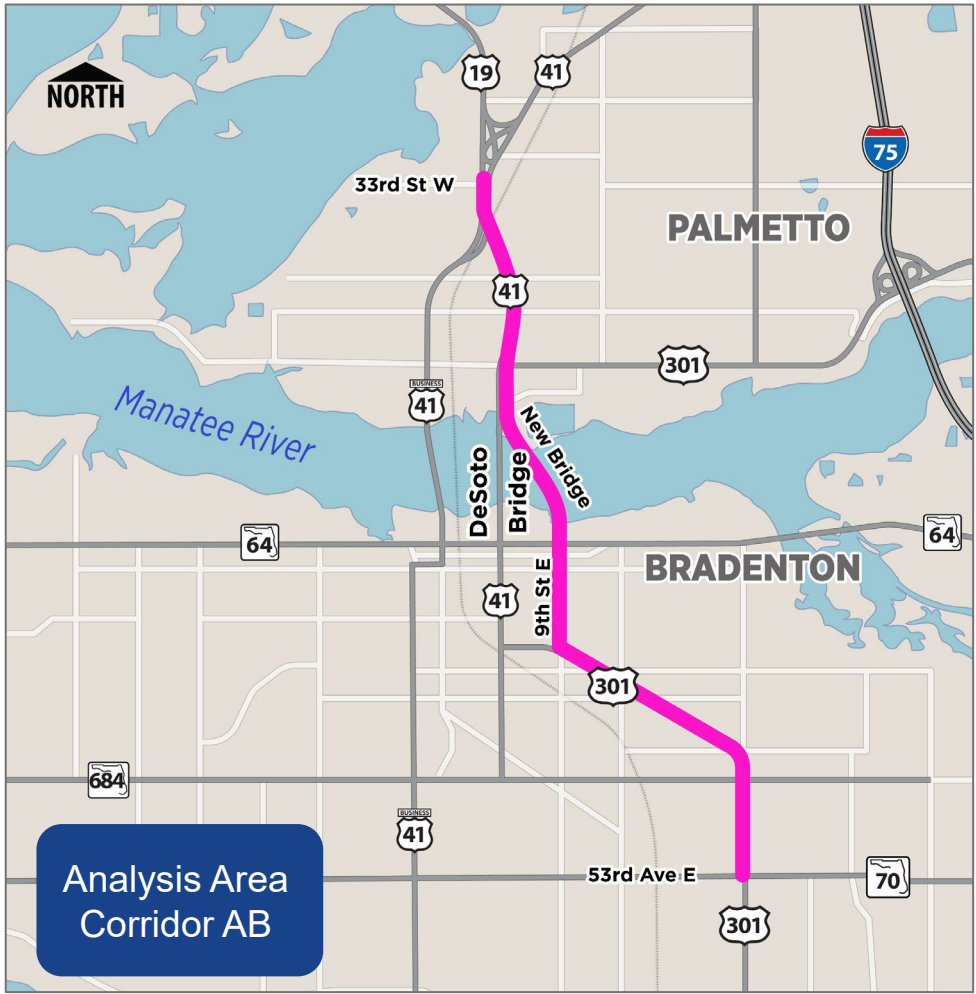 19
41
NORTH
75
33rd St W
PALMETTO
41
301
BUSINESS
41
Manatee River
New Bridge
DeSoto
Bridge
64
64
BRADENTON
9th St E
41
301
684
BUSINESS
41
53rd Ave E
70
Analysis Area
Corridor AB
301